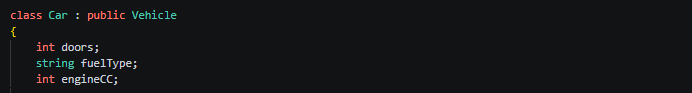 class Car : public Vehicle
{
    int doors;
    string fuelType;
    int engineCC;